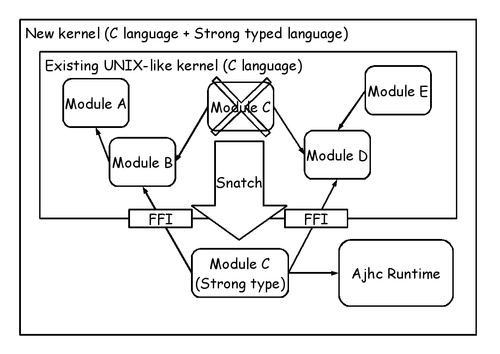 New kernel (C language + Strong typed language)
Existing UNIX-like kernel (C language)
Module A
Module C
Module E
Module B
Module D
Snatch
FFI
FFI
Module C
(Strong type)
Ajhc Runtime